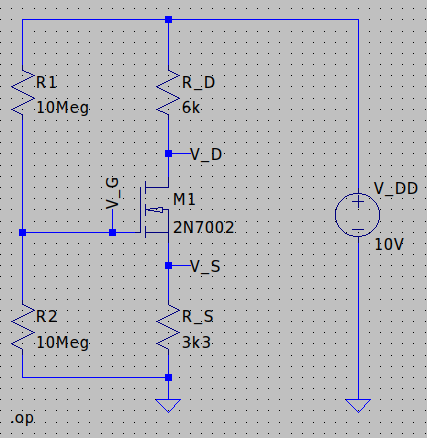 R1
10Meg
R_D
6k
V_D
V_G
M1
2N7002
V_DD
10V
V_S
R2
10Meg
R_S
3k3
.op